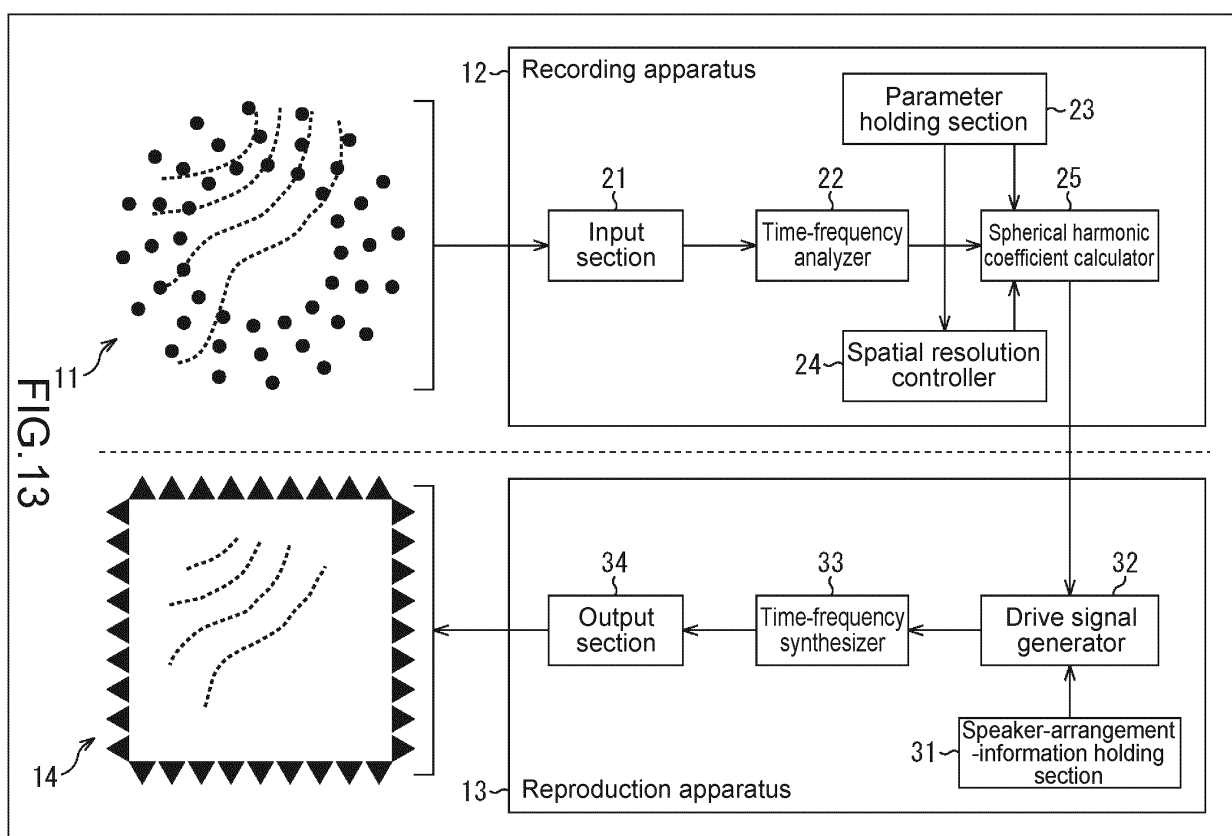 FIG.13
11
12
Recording apparatus
Parameter
holding section
23
21
Input
section
22
Time-frequency
analyzer
25
Spherical harmonic
coefficient calculator
24
Spatial resolution
controller
14
13
Reproduction apparatus
34
Output
section
33
Time-frequency
synthesizer
32
Drive signal
generator
31
Speaker-arrangement
-information holding
section